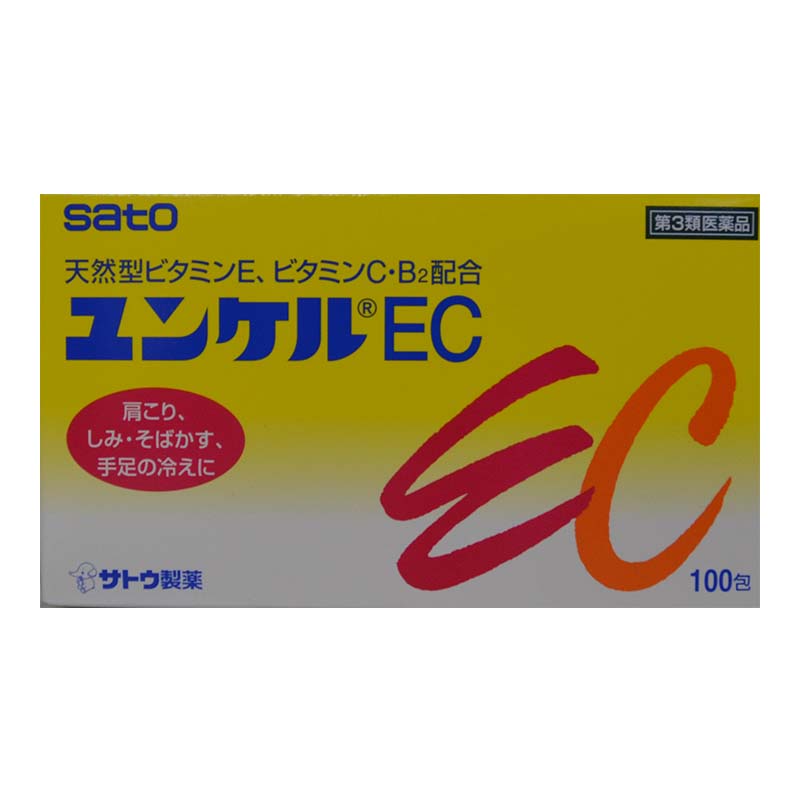 sato
第3類医薬品
天然型ビタミンE、ビタミンC・B₂配合
ユンケル® EC
肩こり、
しみ・そばかす、
手足の冷えに
EC
サトウ製薬
100包